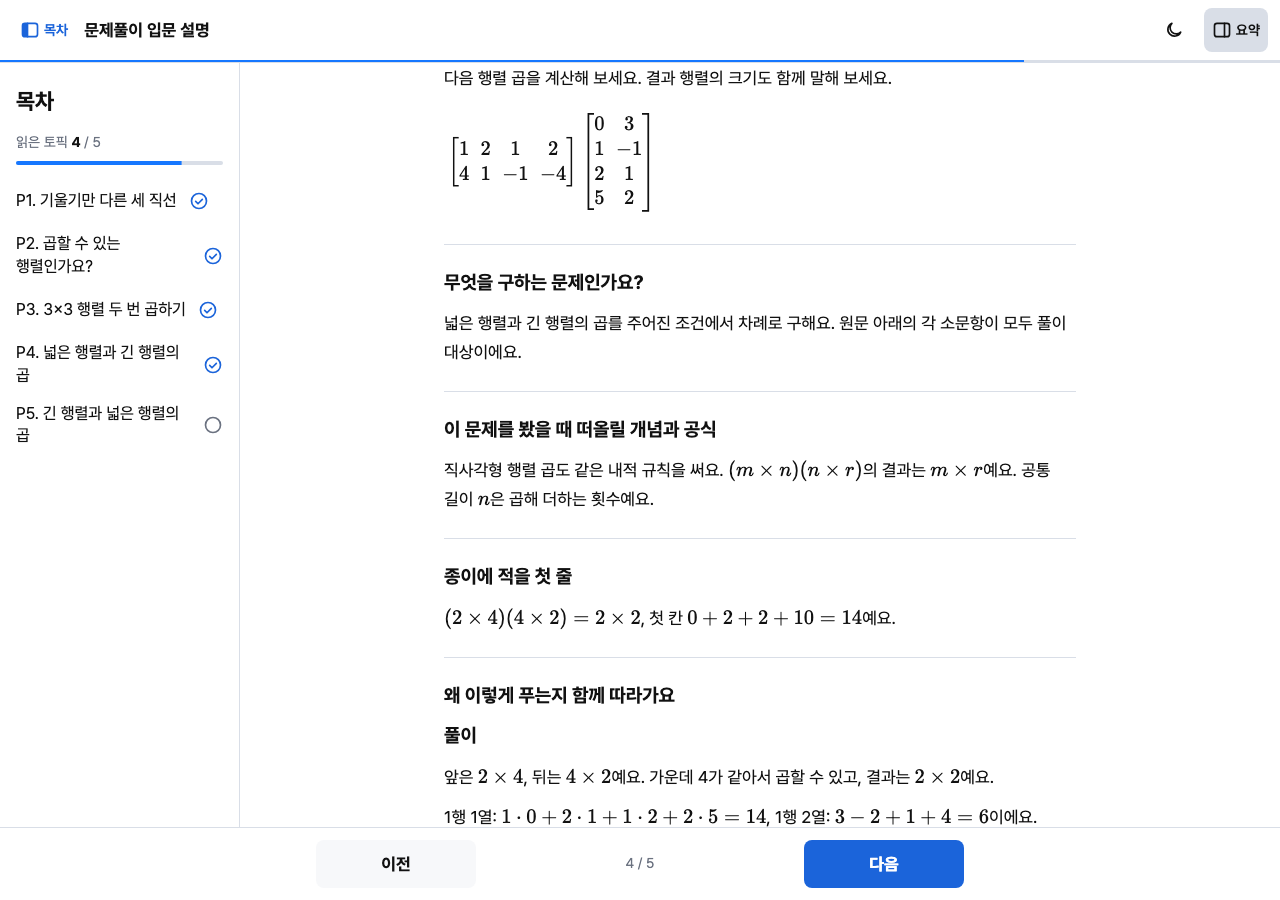 목차 문제풀이 입문 설명 요약
목차
읽은 토픽 4 / 5
P1. 기울기만 다른 세 직선
P2. 곱할 수 있는
행렬인가요?
P3. 3×3 행렬 두 번 곱하기
P4. 넓은 행렬과 긴 행렬의
곱
P5. 긴 행렬과 넓은 행렬의
곱
다음 행렬 곱을 계산해 보세요. 결과 행렬의 크기도 함께 말해 보세요.
0 3
1 2 1 2
1 −1
4 1 −1 −4
2 1
5 2
무엇을 구하는 문제인가요?
넓은 행렬과 긴 행렬의 곱를 주어진 조건에서 차례로 구해요. 원문 아래의 각 소문항이 모두 풀이
대상이에요.
이 문제를 봤을 때 떠올릴 개념과 공식
직사각형 행렬 곱도 같은 내적 규칙을 써요. (m × n)(n × r)의 결과는 m × r예요. 공통
길이 n은 곱해 더하는 횟수예요.
종이에 적을 첫 줄
(2 × 4)(4 × 2) = 2 × 2, 첫 칸 0 + 2 + 2 + 10 = 14예요.
왜 이렇게 푸는지 함께 따라가요
풀이
앞은 2 × 4, 뒤는 4 × 2예요. 가운데 4가 같아서 곱할 수 있고, 결과는 2 × 2예요.
1행 1열: 1 · 0 + 2 · 1 + 1 · 2 + 2 · 5 = 14, 1행 2열: 3 − 2 + 1 + 4 = 6이에요.
이전 4 / 5 다음